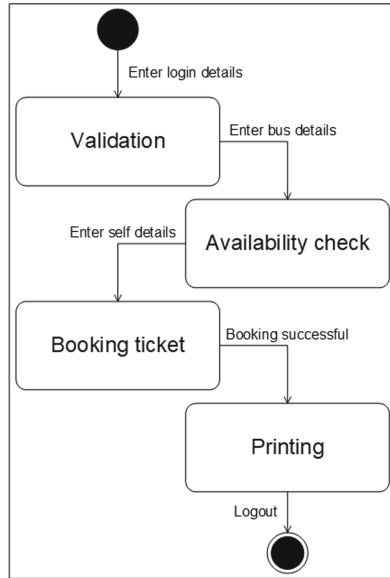 Enter login details
Validation
Enter bus details
Availability check
Enter self details
Booking ticket
Booking successful
Printing
Logout